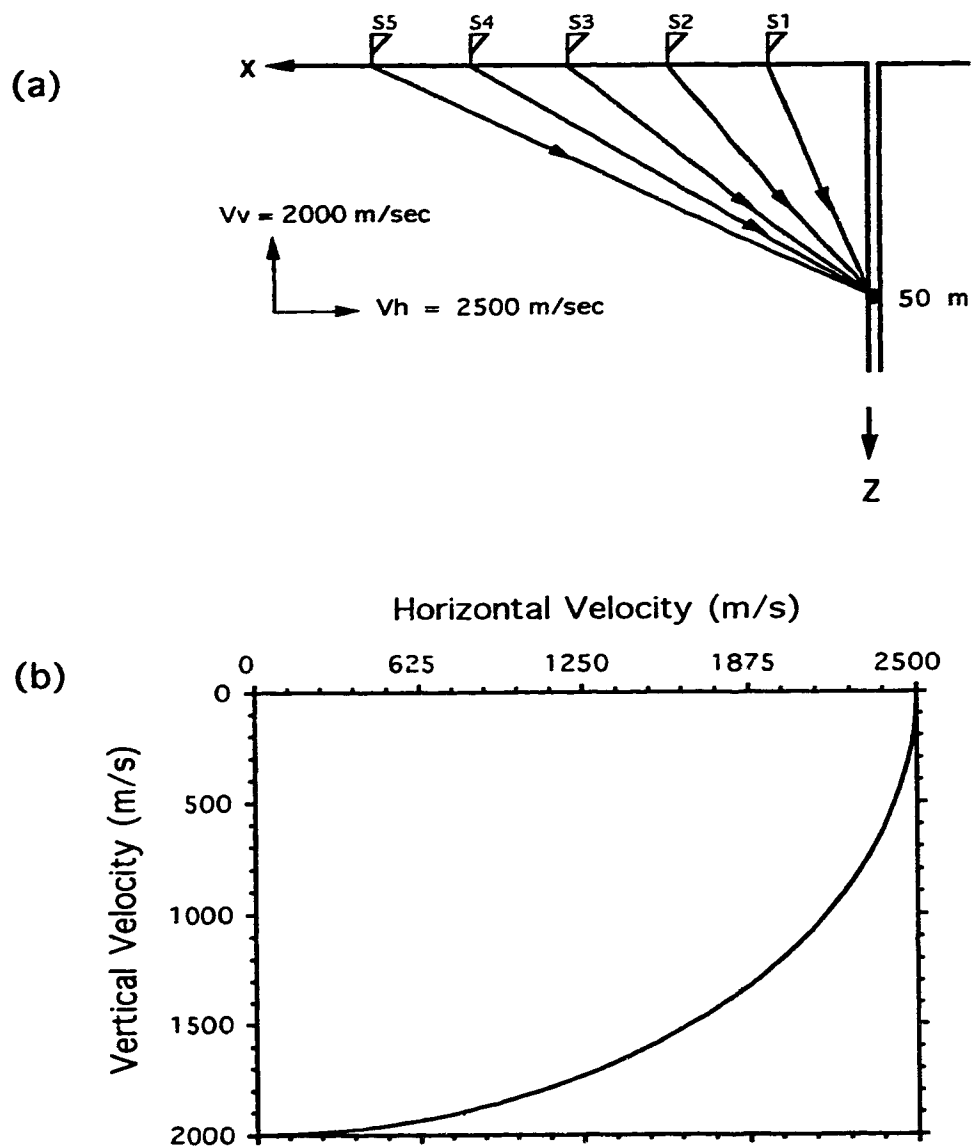 (a)
S5 S4 S3 S2 S1
X
Vv = 2000 m/sec
Vh = 2500 m/sec
50 m
Z
(b)
Horizontal Velocity (m/s)
0 625 1250 1875 2500
Vertical Velocity (m/s)
0
500
1000
1500
2000